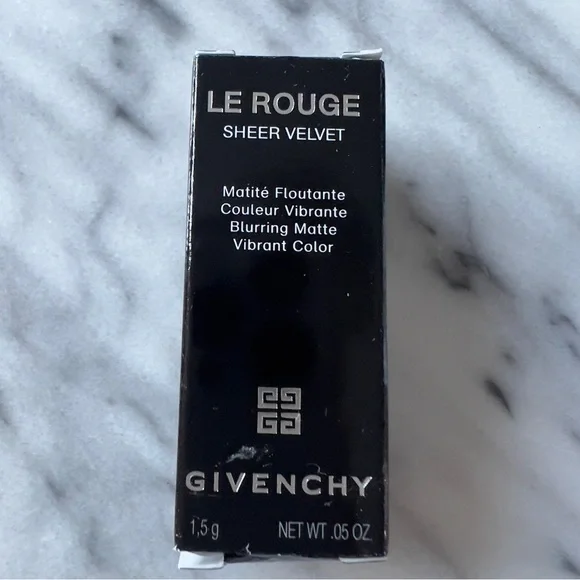 LE ROUGE
SHEER VELVET
Matité Floutante
Couleur Vibrante
Blurring Matte
Vibrant Color
GIVENCHY
1,5 g NET WT .05 OZ